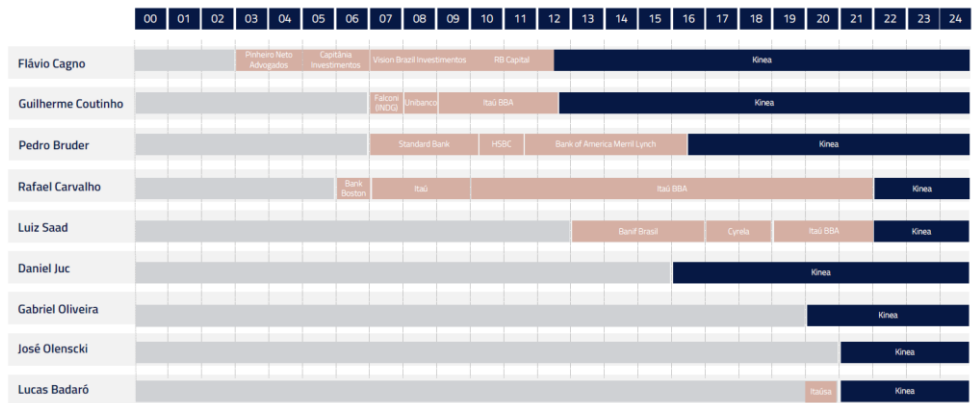 00 01 02 03 04 05 06 07 08 09 10 11 12 13 14 15 16 17 18 19 20 21 22 23 24
Flávio Cagno
Pinheiro Neto
Advogados
Capitânia
Investimentos
Vision Brazil Investimentos
RB Capital
Kinea
Guilherme Coutinho
Falconi
(INDG)
Unibanco
Itaú BBA
Kinea
Pedro Bruder
Standard Bank
HSBC
Bank of America Merril Lynch
Kinea
Rafael Carvalho
Bank
Boston
Itaú
Itaú BBA
Kinea
Luiz Saad
Banif Brasil
Cyrela
Itaú BBA
Kinea
Daniel Juc
Kinea
Gabriel Oliveira
Kinea
José Olenscki
Kinea
Lucas Badaró
Itaúsa
Kinea